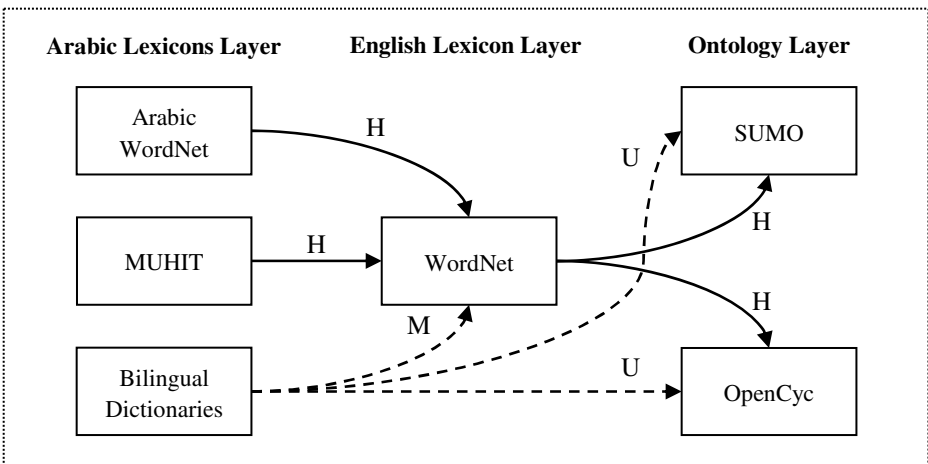 Arabic Lexicons Layer
English Lexicon Layer
Ontology Layer
Arabic
WordNet
H
U
SUMO
H
MUHIT
H
WordNet
M
H
Bilingual
Dictionaries
U
OpenCyc